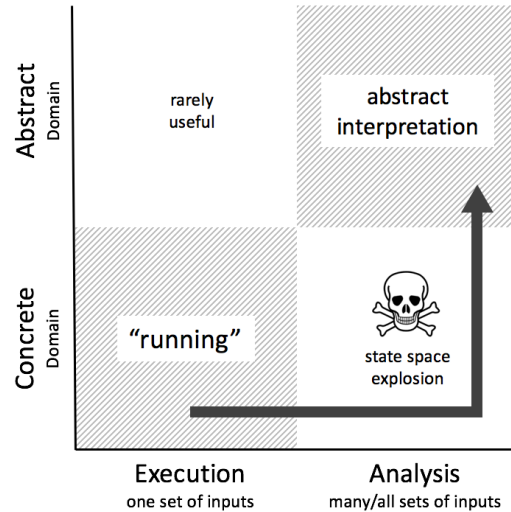 Abstract
Domain
rarely
useful
abstract
interpretation
Concrete
Domain
“running”
state space
explosion
Execution
one set of inputs
Analysis
many/all sets of inputs